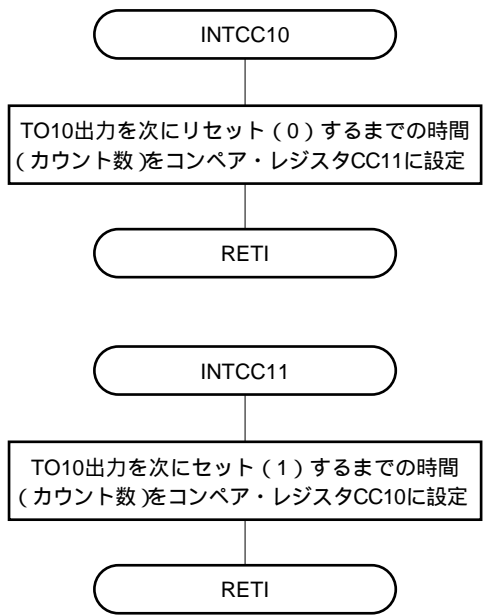 INTCC10
TO10出力を次にリセット（0）するまでの時間
（カウント数）をコンペア・レジスタCC11に設定
RETI
INTCC11
TO10出力を次にセット（1）するまでの時間
（カウント数）をコンペア・レジスタCC10に設定
RETI